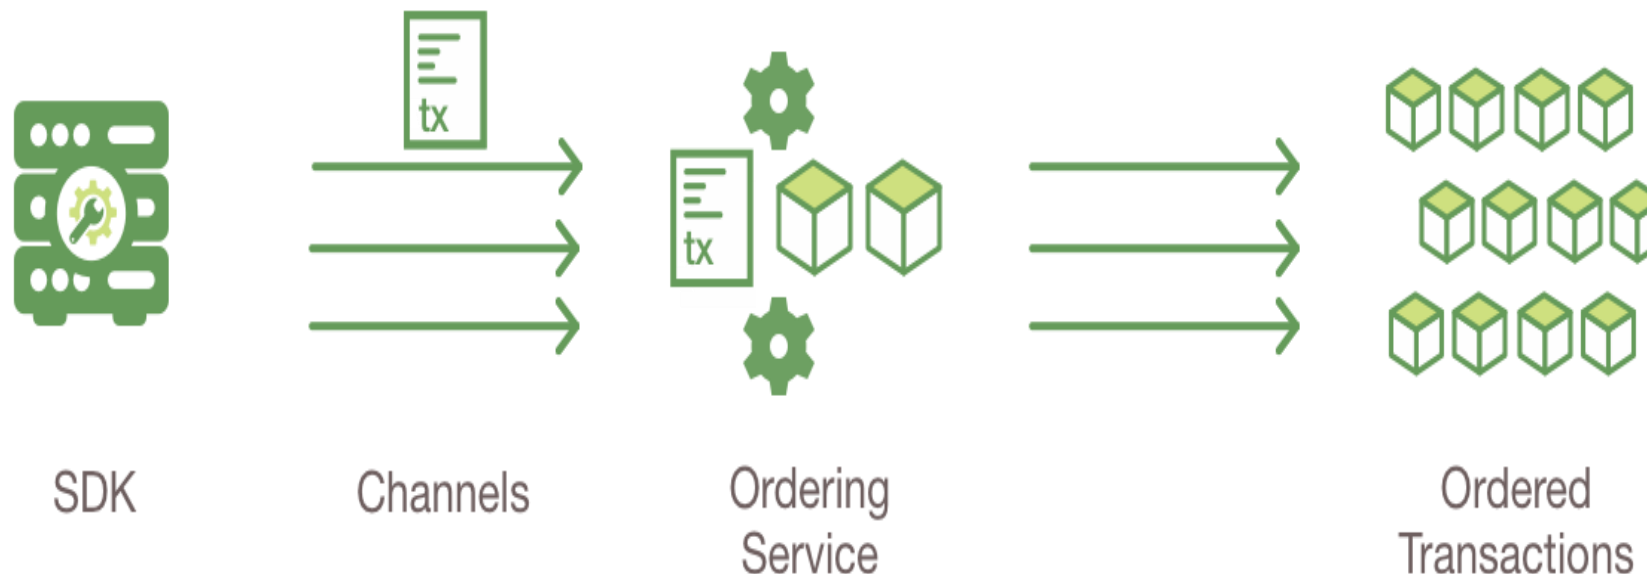 tx
tx
SDK
Channels
Ordering
Service
Ordered
Transactions